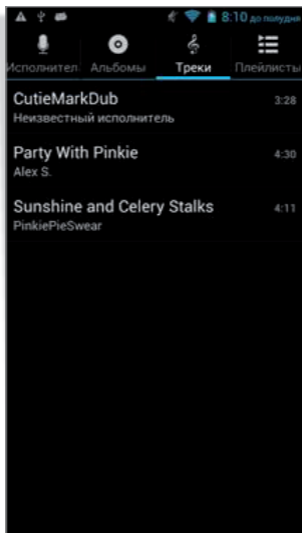 8:10 до полудня
Исполнител Альбомы Треки Плейлисты
CutieMarkDub 3:28
Неизвестный исполнитель
Party With Pinkie 4:30
Alex S.
Sunshine and Celery Stalks 4:11
PinkiePieSwear